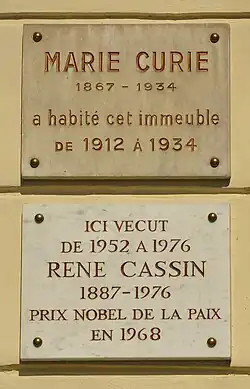 MARIE CURIE
1867 - 1934
a habité cet immeuble
DE 1912 À 1934
ICI VECUT
DE 1952 A 1976
RENE CASSIN
1887-1976
PRIX NOBEL DE LA PAIX
EN 1968